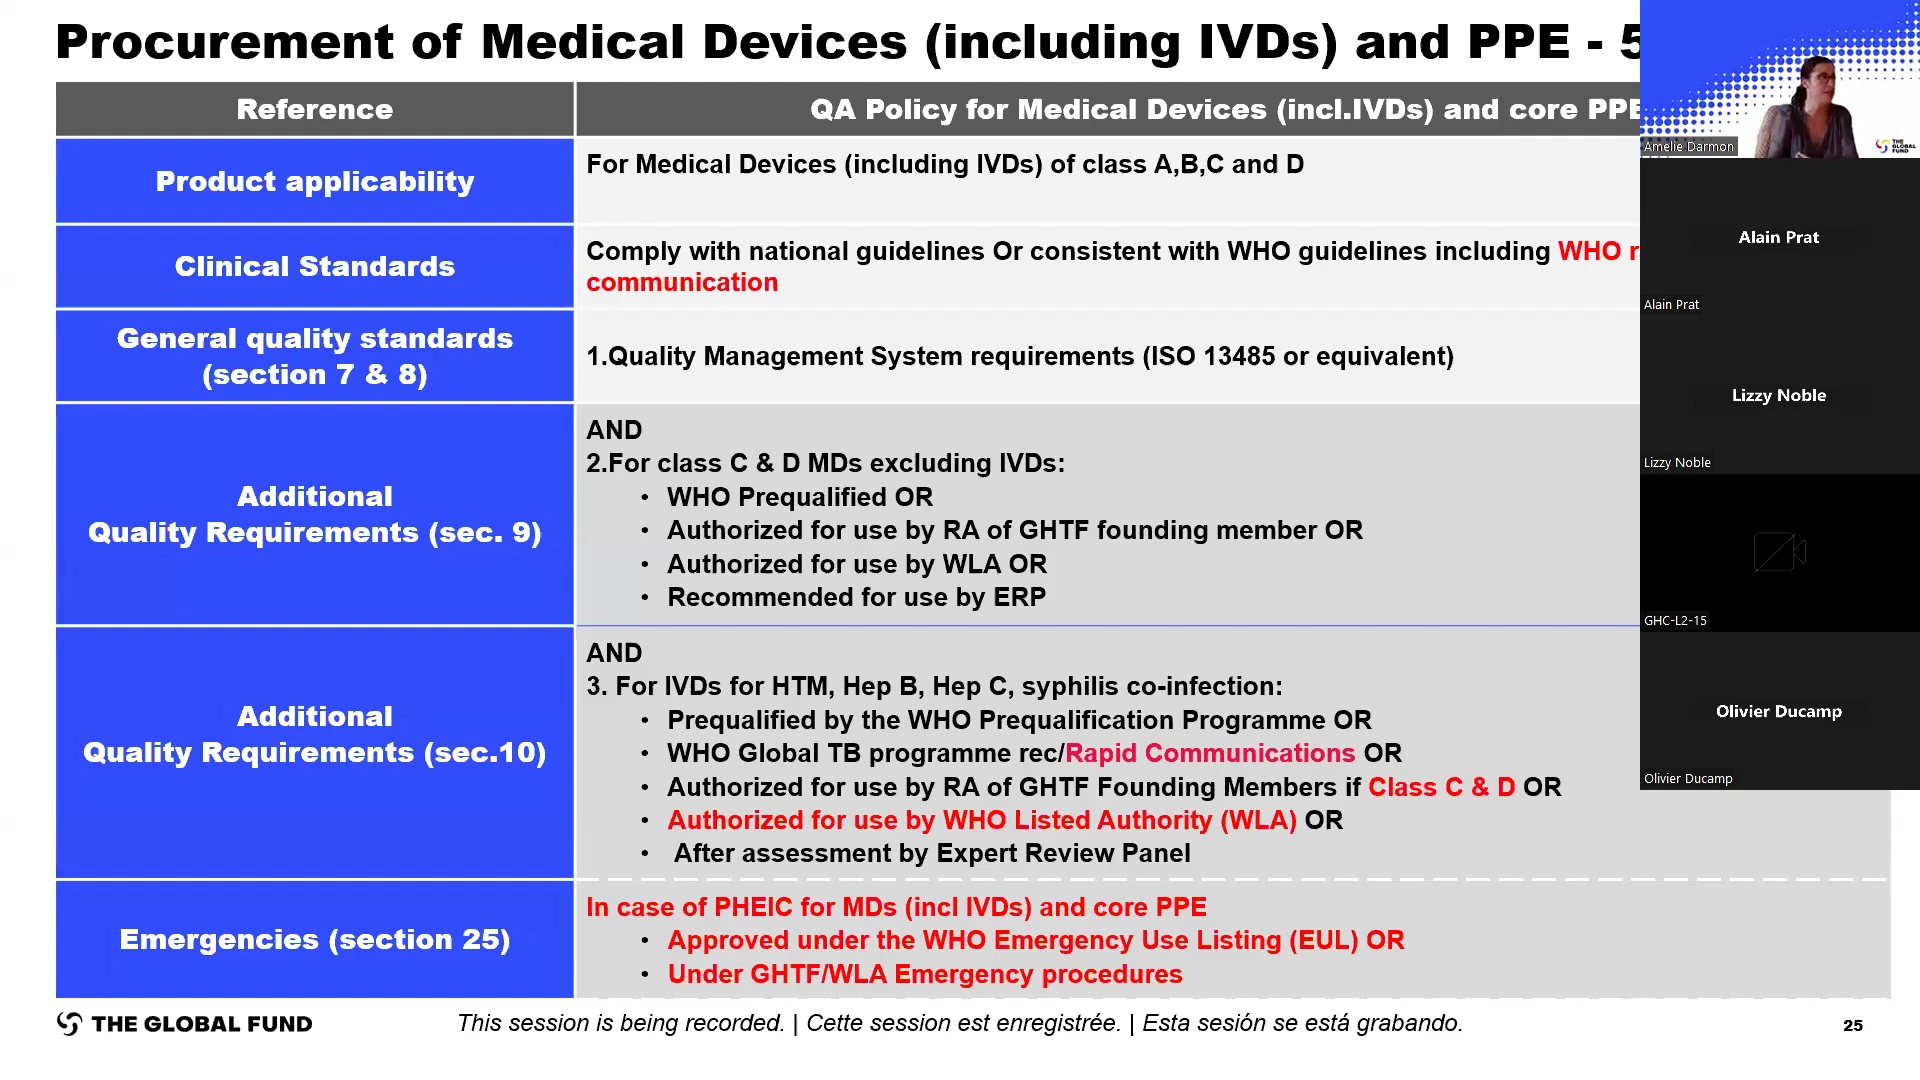 Procurement of Medical Devices (including IVDs) and PPE - 5
Reference
QA Policy for Medical Devices (incl.IVDs) and core PPE
Product applicability
For Medical Devices (including IVDs) of class A,B,C and D
Clinical Standards
Comply with national guidelines Or consistent with WHO guidelines including WHO
communication
General quality standards
(section 7 & 8)
1.Quality Management System requirements (ISO 13485 or equivalent)
Additional
Quality Requirements (sec. 9)
AND
2.For class C & D MDs excluding IVDs:
• WHO Prequalified OR
• Authorized for use by RA of GHTF founding member OR
• Authorized for use by WLA OR
• Recommended for use by ERP
Additional
Quality Requirements (sec.10)
AND
3. For IVDs for HTM, Hep B, Hep C, syphilis co-infection:
• Prequalified by the WHO Prequalification Programme OR
• WHO Global TB programme rec/Rapid Communications OR
• Authorized for use by RA of GHTF Founding Members if Class C & D OR
• Authorized for use by WHO Listed Authority (WLA) OR
• After assessment by Expert Review Panel
Emergencies (section 25)
In case of PHEIC for MDs (incl IVDs) and core PPE
• Approved under the WHO Emergency Use Listing (EUL) OR
• Under GHTF/WLA Emergency procedures
THE GLOBAL FUND
This session is being recorded. | Cette session est enregistrée. | Esta sesión se está grabando.
25
Amelie Darmon
THE
GLOBAL
FUND
Alain Prat
Alain Prat
Lizzy Noble
Lizzy Noble
GHC-L2-15
Olivier Ducamp
Olivier Ducamp